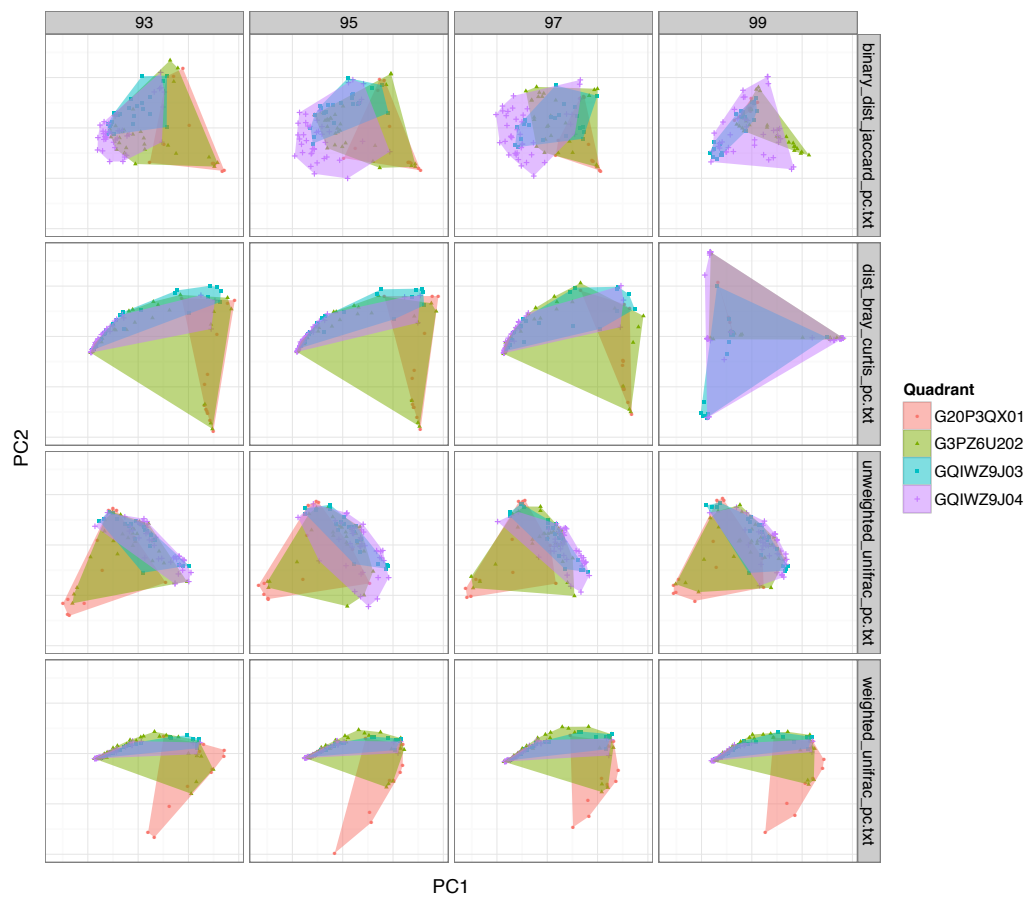 93
95
97
99
binary_dist_jaccard_pc.txt
dist_bray_curtis_pc.txt
unweighted_unifrac_pc.txt
weighted_unifrac_pc.txt
PC2
PC1
Quadrant
G20P3QX01
G3PZ6U202
GQIWZ9J03
GQIWZ9J04